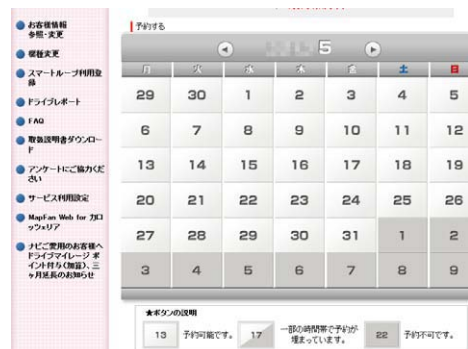 お客様情報
参照・変更
機種変更
スマートループ利用登
録
ドライブレポート
FAQ
取扱説明書ダウンロー
ド
アンケートにご協力くだ
さい
サービス利用設定
MapFan Web for カロ
ッツェリア
ナビご愛用のお客様へ
ドライブマイレージ ポ
イント付与(加算)、三
ヶ月延長のお知らせ
予約する
5
月 火 水 木 金 土 日
29 30 1 2 3 4 5
6 7 8 9 10 11 12
13 14 15 16 17 18 19
20 21 22 23 24 25 26
27 28 29 30 31 1 2
3 4 5 6 7 8 9
★ボタンの説明
13 予約可能です。 17 一部の時間帯で予約が
埋まっています。 22 予約不可です。